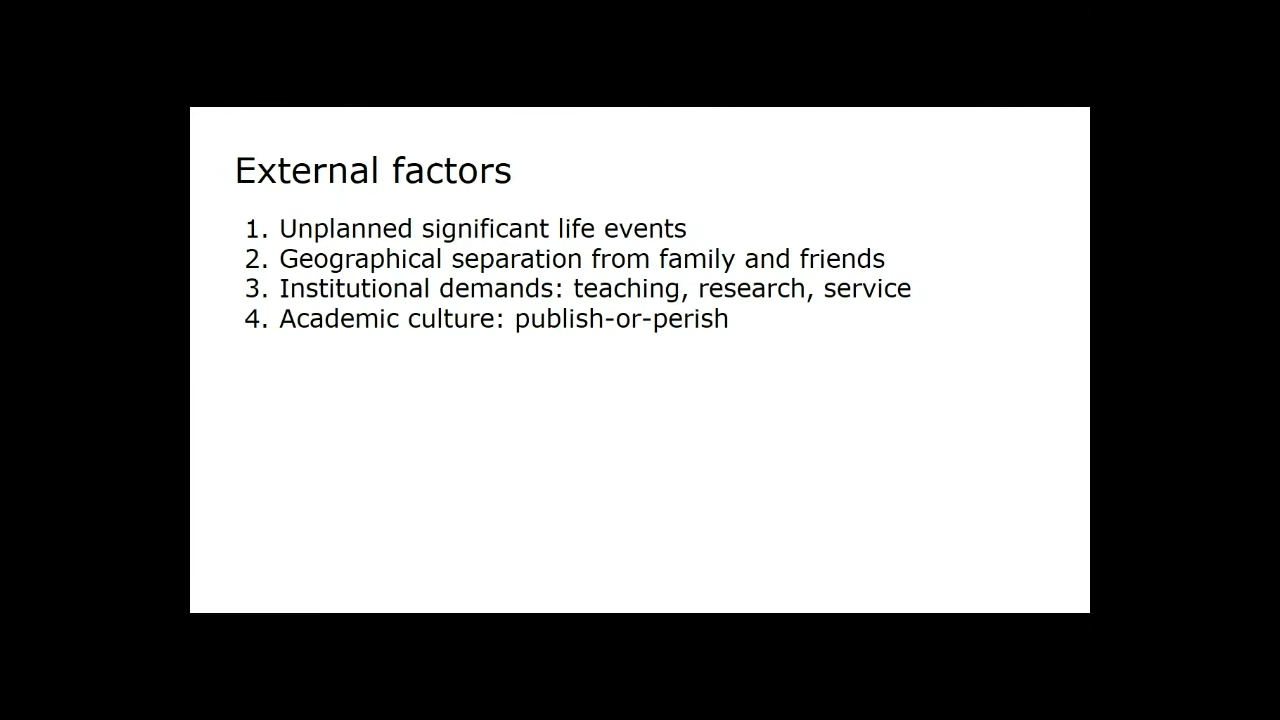 External factors
1. Unplanned significant life events
2. Geographical separation from family and friends
3. Institutional demands: teaching, research, service
4. Academic culture: publish-or-perish